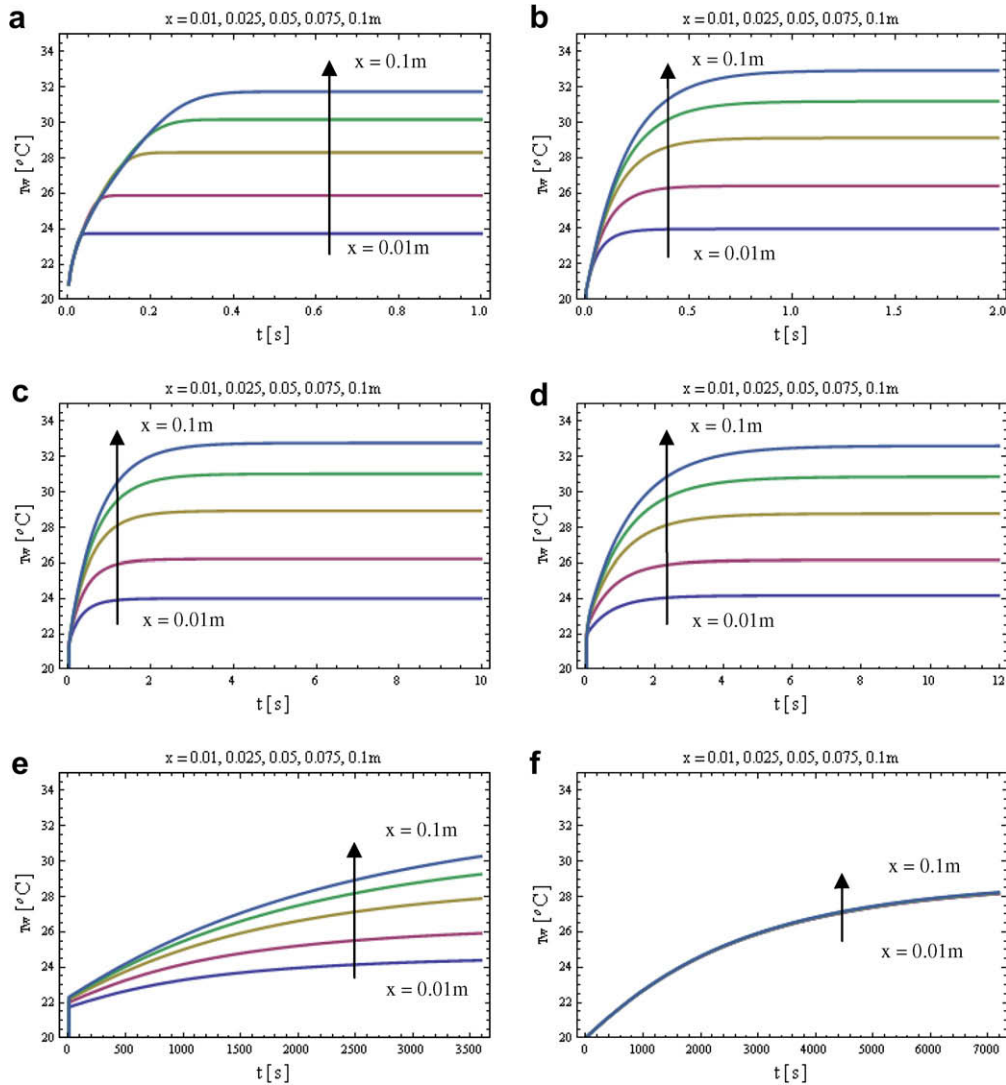 a
x = 0.01, 0.025, 0.05, 0.075, 0.1m
34
32
30
28
26
24
22
20
Tw [°C]
x = 0.1m
x = 0.01m
0.0 0.2 0.4 0.6 0.8 1.0
t[s]
b
x = 0.01, 0.025, 0.05, 0.075, 0.1m
34
32
30
28
26
24
22
20
Tw [°C]
x = 0.1m
x = 0.01m
0.0 0.5 1.0 1.5 2.0
t[s]
c
x = 0.01, 0.025, 0.05, 0.075, 0.1m
34
32
30
28
26
24
22
20
Tw [°C]
x = 0.1m
x = 0.01m
0 2 4 6 8 10
t[s]
d
x = 0.01, 0.025, 0.05, 0.075, 0.1m
34
32
30
28
26
24
22
20
Tw [°C]
x = 0.1m
x = 0.01m
0 2 4 6 8 10 12
t[s]
e
x = 0.01, 0.025, 0.05, 0.075, 0.1m
34
32
30
28
26
24
22
20
Tw [°C]
x = 0.1m
x = 0.01m
0 500 1000 1500 2000 2500 3000 3500
t[s]
f
x = 0.01, 0.025, 0.05, 0.075, 0.1m
34
32
30
28
26
24
22
20
Tw [°C]
x = 0.1m
x = 0.01m
0 1000 2000 3000 4000 5000 6000 7000
t[s]